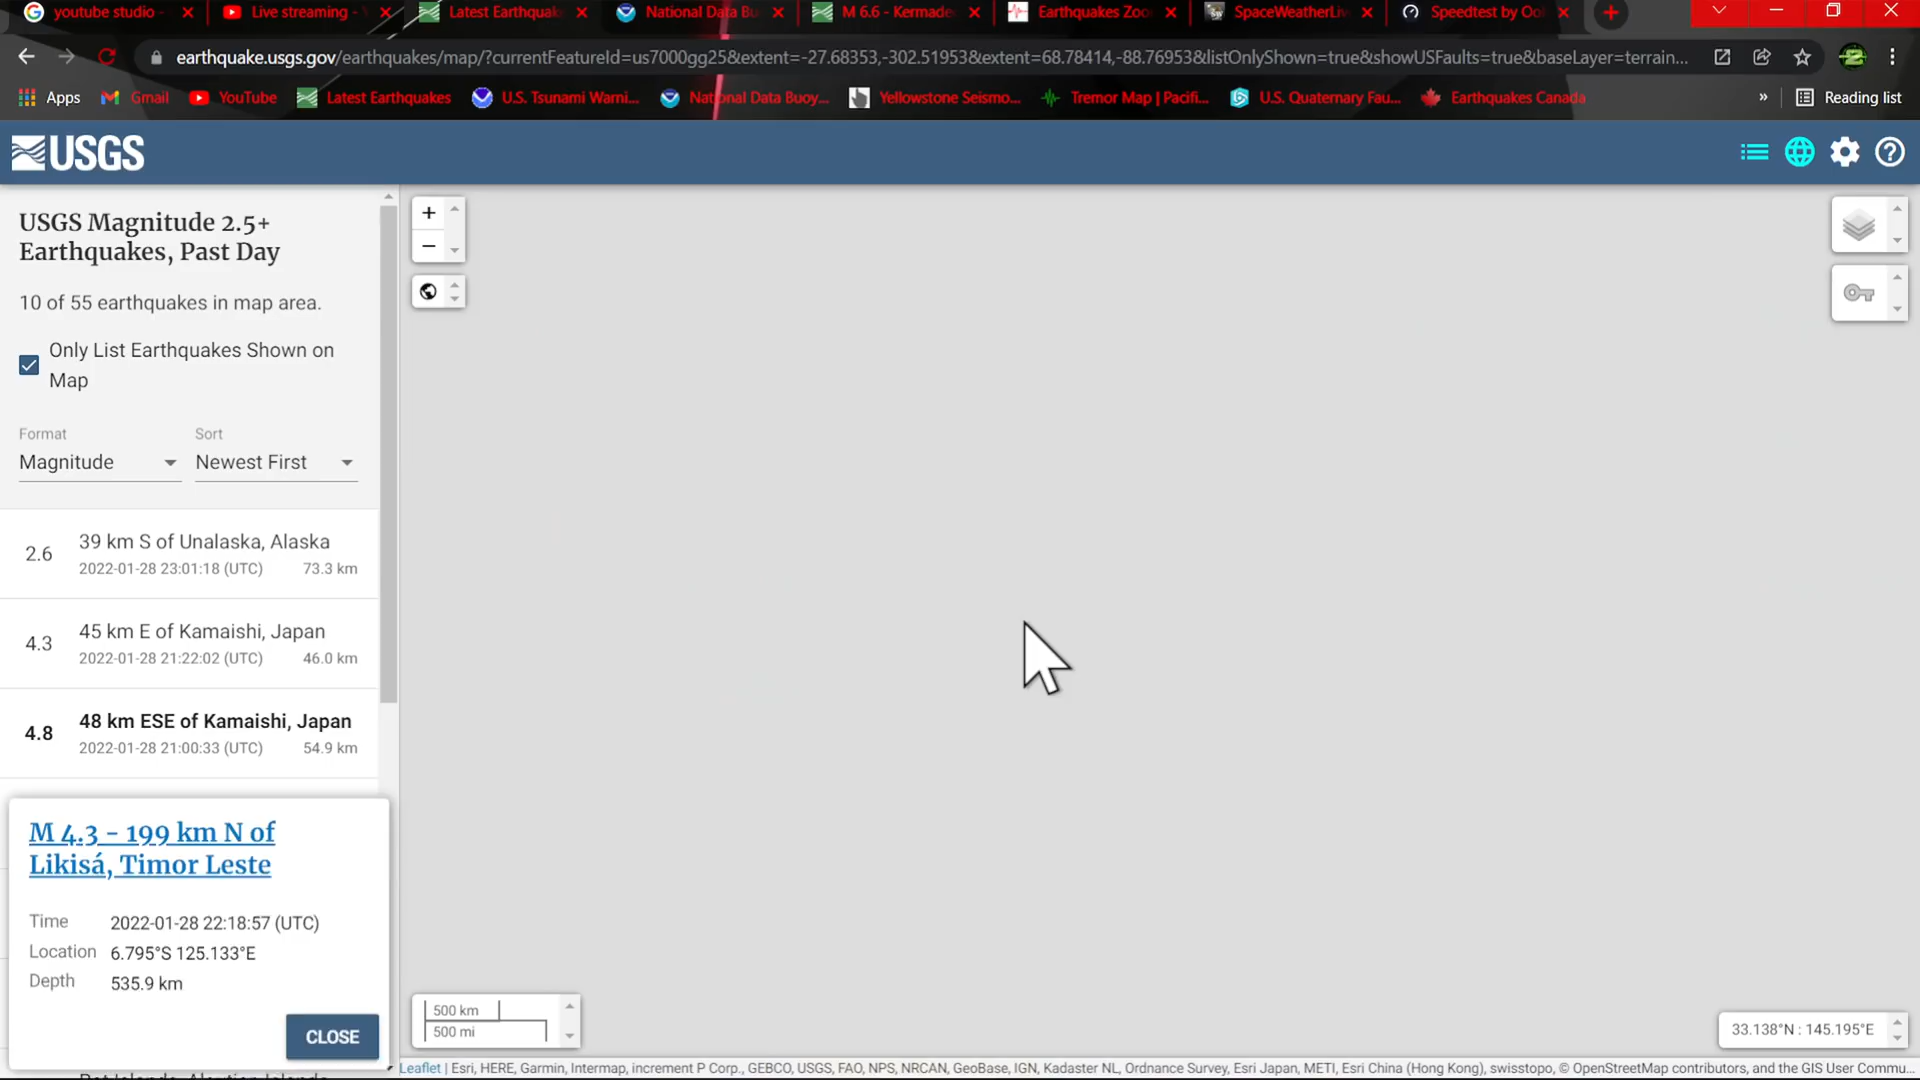 youtube studio -
Live streaming - Y
Latest Earthquak
National Data Bu
M 6.6 - Kermade
Earthquakes Zoo
SpaceWeatherLiv
Speedtest by Ook
earthquake.usgs.gov/earthquakes/map/?currentFeatureId=us7000gg25&extent=-27.68353,-302.51953&extent=68.78414,-88.76953&listOnlyShown=true&showUSFaults=true&baseLayer=terrain...
Apps
Gmail
YouTube
Latest Earthquakes
U.S. Tsunami Warni...
National Data Buoy...
Yellowstone Seismo...
Tremor Map | Pacifi...
U.S. Quaternary Fau...
Earthquakes Canada
»
Reading list
USGS
USGS Magnitude 2.5+
Earthquakes, Past Day
10 of 55 earthquakes in map area.
Only List Earthquakes Shown on
Map
Format
Sort
Magnitude
Newest First
2.6
39 km S of Unalaska, Alaska
2022-01-28 23:01:18 (UTC) 73.3 km
4.3
45 km E of Kamaishi, Japan
2022-01-28 21:22:02 (UTC) 46.0 km
4.8
48 km ESE of Kamaishi, Japan
2022-01-28 21:00:33 (UTC) 54.9 km
M 4.3 - 199 km N of
Likisá, Timor Leste
Time 2022-01-28 22:18:57 (UTC)
Location 6.795°S 125.133°E
Depth 535.9 km
CLOSE
500 km
500 mi
33.138°N : 145.195°E
Leaflet | Esri, HERE, Garmin, Intermap, increment P Corp., GEBCO, USGS, FAO, NPS, NRCAN, GeoBase, IGN, Kadaster NL, Ordnance Survey, Esri Japan, METI, Esri China (Hong Kong), swisstopo, © OpenStreetMap contributors, and the GIS User Commu...